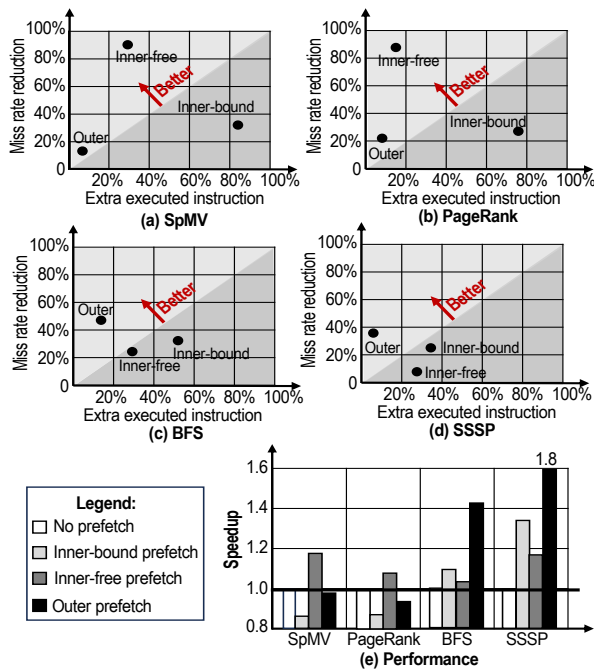 Miss rate reduction
100%
80%
60%
40%
20%
0
Inner-free
Better
Inner-bound
Outer
20% 40% 60% 80% 100%
Extra executed instruction
(a) SpMV
Miss rate reduction
100%
80%
60%
40%
20%
0
Inner-free
Better
Inner-bound
Outer
20% 40% 60% 80% 100%
Extra executed instruction
(b) PageRank
Miss rate reduction
100%
80%
60%
40%
20%
0
Outer
Better
Inner-free
Inner-bound
20% 40% 60% 80% 100%
Extra executed instruction
(c) BFS
Miss rate reduction
100%
80%
60%
40%
20%
0
Better
Outer
Inner-bound
Inner-free
20% 40% 60% 80% 100%
Extra executed instruction
(d) SSSP
Legend:
No prefetch
Inner-bound prefetch
Inner-free prefetch
Outer prefetch
Speedup
1.6
1.4
1.2
1.0
0.8
1.8
SpMV PageRank BFS SSSP
(e) Performance